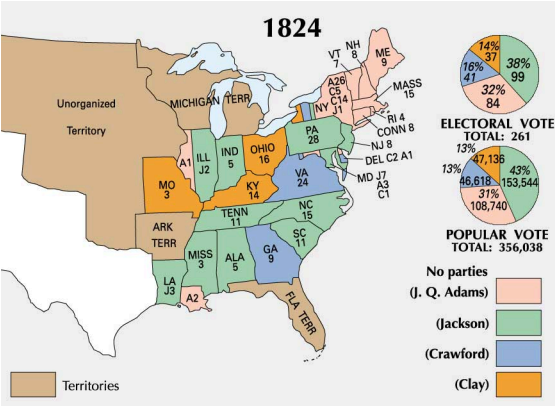 1824
Unorganized
Territory
MICHIGAN TERR
VT
7
NH
8
ME
9
MASS
15
RI 4
CONN 8
NJ 8
DEL C2 A1
MD J7
A3
C1
NY
A26
C5
C14
J1
PA
28
A1
ILL
J2
IND
5
OHIO
16
MO
3
KY
14
VA
24
TENN
11
NC
15
SC
11
ARK
TERR
MISS
3
ALA
5
GA
9
LA
J3
A2
FLA TERR
Territories
14%
37
38%
99
16%
41
32%
84
ELECTORAL VOTE
TOTAL: 261
13%
47,136
43%
153,544
13%
46,618
31%
108,740
POPULAR VOTE
TOTAL: 356,038
No parties
(J. Q. Adams)
(Jackson)
(Crawford)
(Clay)